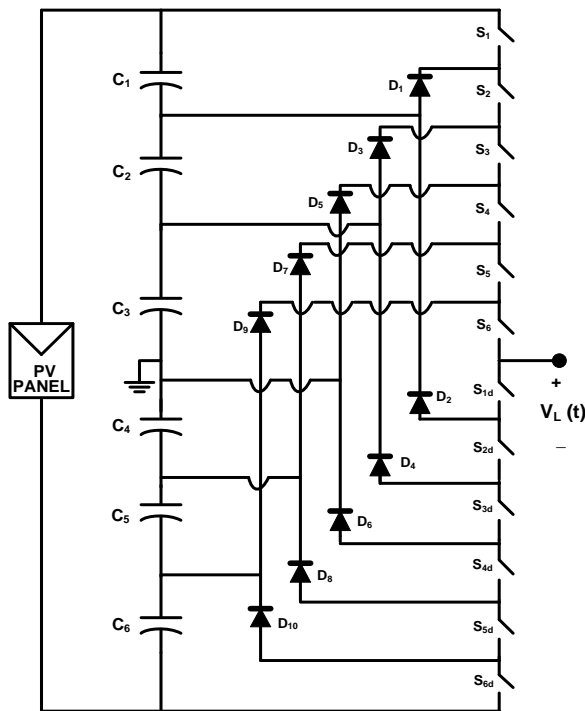 S1
C1
D1
S2
D3
S3
C2
D5
S4
D7
S5
C3
D9
S6
PV
PANEL
S1d
+
VL (t)
–
D2
C4
S2d
D4
S3d
C5
D6
S4d
D8
C6
D10
S5d
S6d